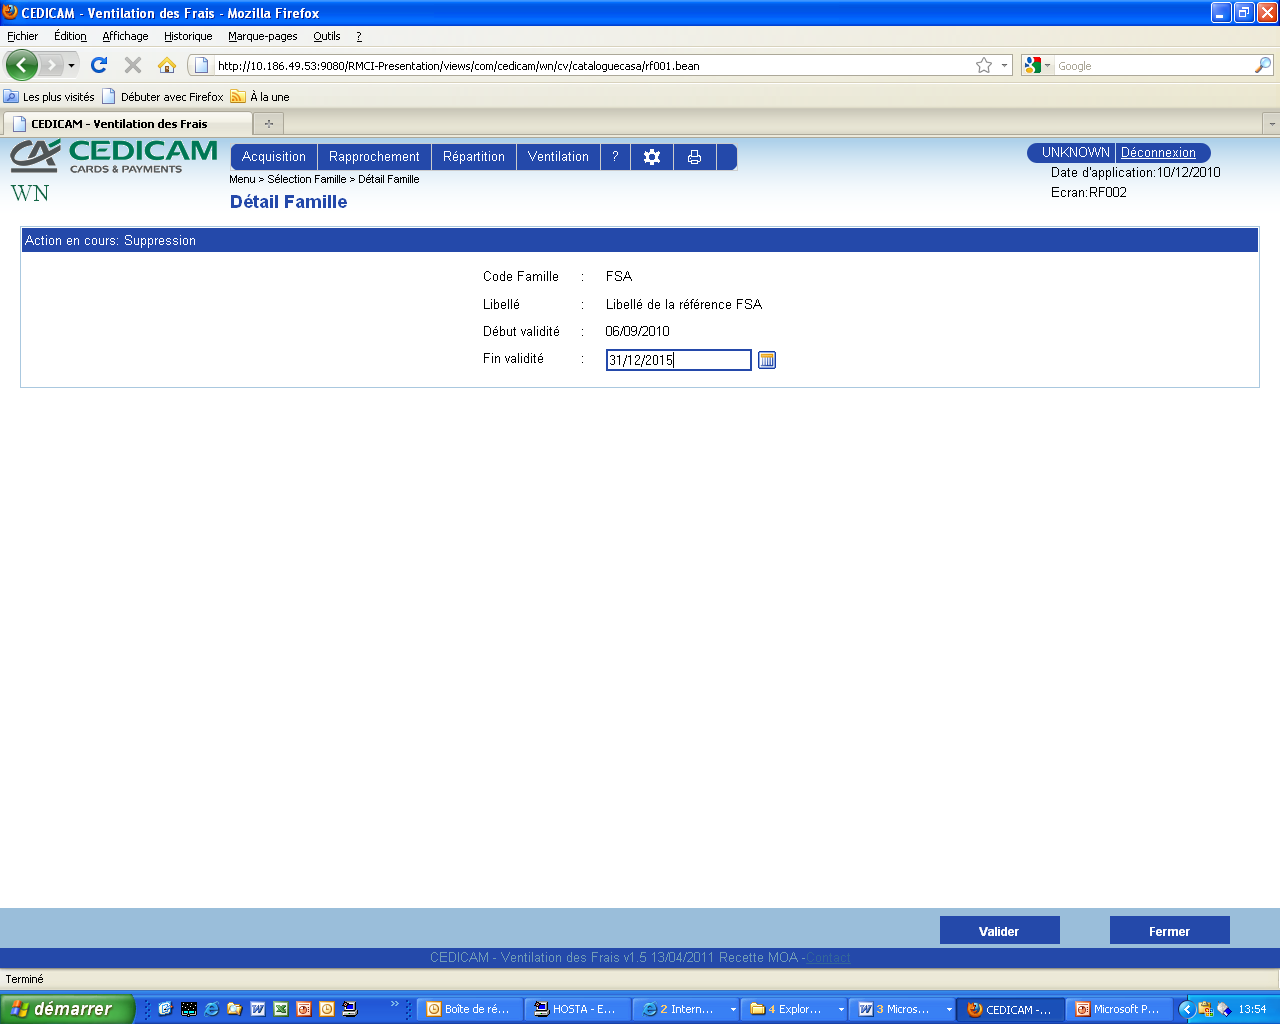 CEDICAM - Ventilation des Frais - Mozilla Firefox
Fichier Édition Affichage Historique Marque-pages Outils ?
http://10.186.49.53:9080/RMCI-Presentation/views/com/cedicam/wn/cv/cataloguecasa/rf001.bean
Google
Les plus visités Débuter avec Firefox À la une
CEDICAM - Ventilation des Frais
CA CEDICAM
CARDS & PAYMENTS
WN
Acquisition Rapprochement Répartition Ventilation ?
UNKNOWN Déconnexion
Menu > Sélection Famille > Détail Famille
Date d'application:10/12/2010
Détail Famille
Ecran:RF002
Action en cours: Suppression
Code Famille : FSA
Libellé : Libellé de la référence FSA
Début validité : 06/09/2010
Fin validité : 31/12/2015
Valider Fermer
CEDICAM - Ventilation des Frais v1.5 13/04/2011 Recette MOA -Contact
Terminé
démarrer
Boîte de ré...
HOSTA - E...
2 Intern...
4 Explor...
3 Micros...
CEDICAM -...
Microsoft P...
13:54